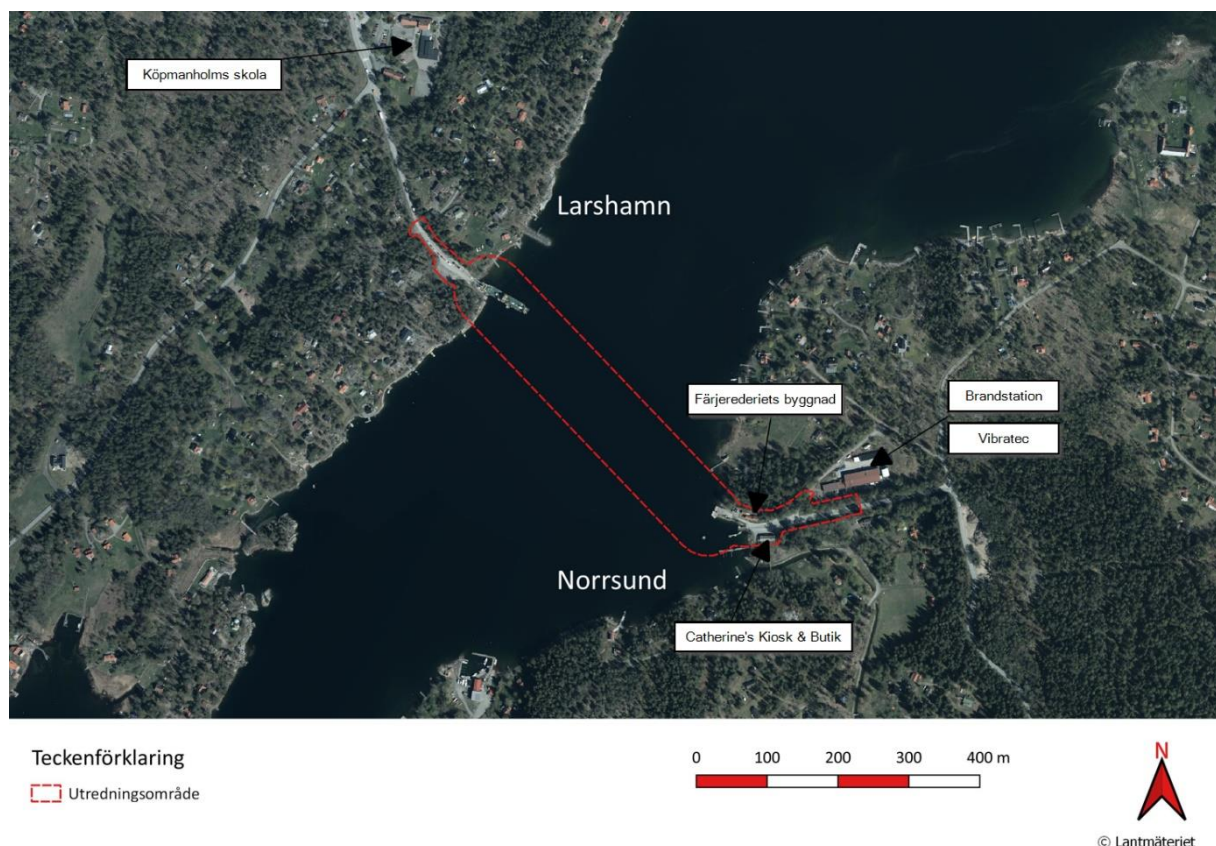 Köpmanholms skola
Larshamn
Färjerederiets byggnad
Brandstation
Vibratec
Norrsund
Catherine's Kiosk & Butik
Teckenförklaring
Utredningsområde
0 100 200 300 400 m
N
© Lantmäteriet